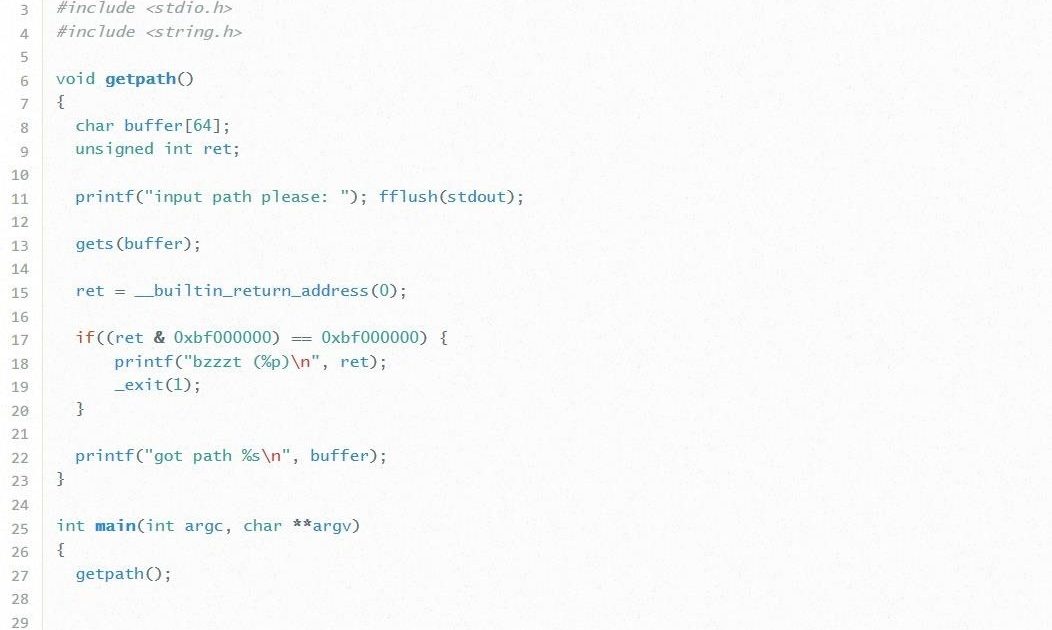 3 #include <stdio.h>
4 #include <string.h>
5
6 void getpath()
7 {
8 char buffer[64];
9 unsigned int ret;
10
11 printf("input path please: "); fflush(stdout);
12
13 gets(buffer);
14
15 ret = __builtin_return_address(0);
16
17 if((ret & 0xbf000000) == 0xbf000000) {
18 printf("bzzzt (%p)\n", ret);
19 _exit(1);
20 }
21
22 printf("got path %s\n", buffer);
23 }
24
25 int main(int argc, char **argv)
26 {
27 getpath();
28
29